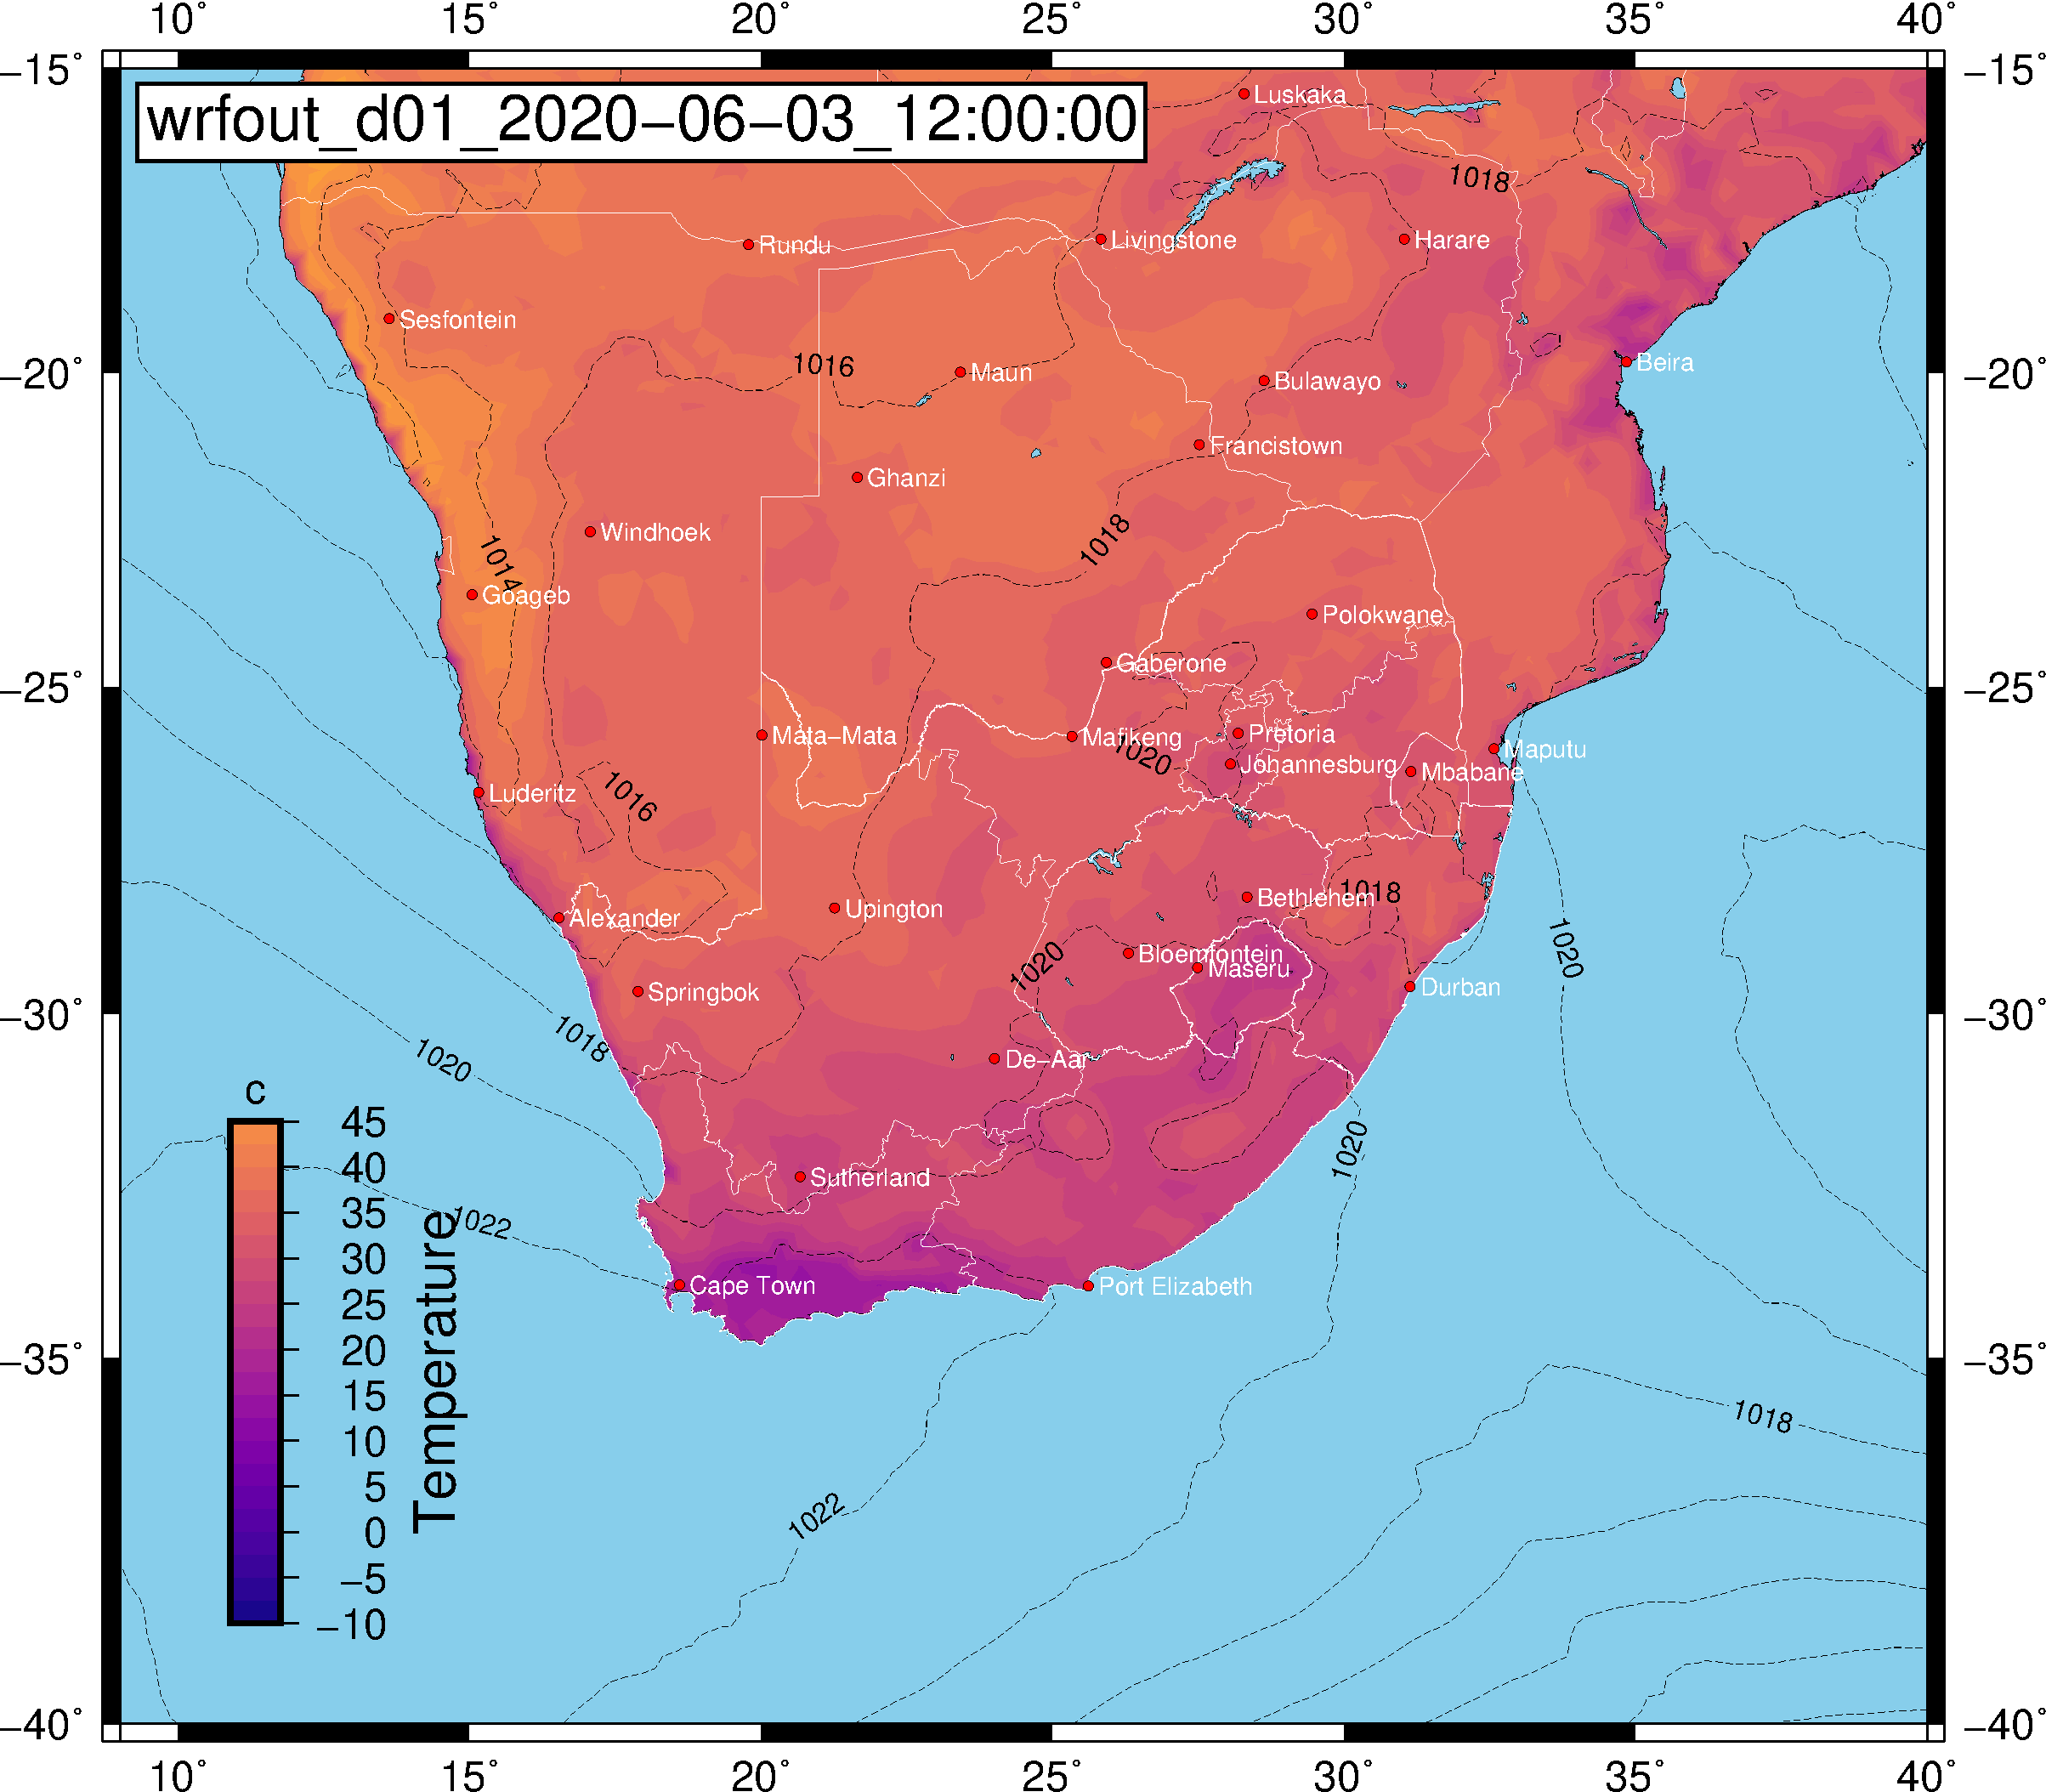 10° 15° 20° 25° 30° 35° 40°
−15° −15°
wrfout_d01_2020−06−03_12:00:00
Luskaka
1018
Rundu
Livingstone
Harare
Sesfontein
1016
Beira
−20° −20°
Maun
Bulawayo
Francistown
Ghanzi
Windhoek
1018
1014
Goageb
Polokwane
Gaberone
−25° −25°
Mata−Mata
Mafikeng
Pretoria
1020
Maputu
Johannesburg
Mbabane
Luderitz
1016
Bethlehem
1018
Alexander
Upington
1020
Bloemfontein
1020
Maseru
Durban
Springbok
−30° −30°
1018
1020
De−Aar
c
1020
Sutherland
1022
Cape Town
Port Elizabeth
−35° −35°
1018
1022
45
40
35
30
25
20
15
10
5
0
−5
−10
Temperature
−40° −40°
10° 15° 20° 25° 30° 35° 40°